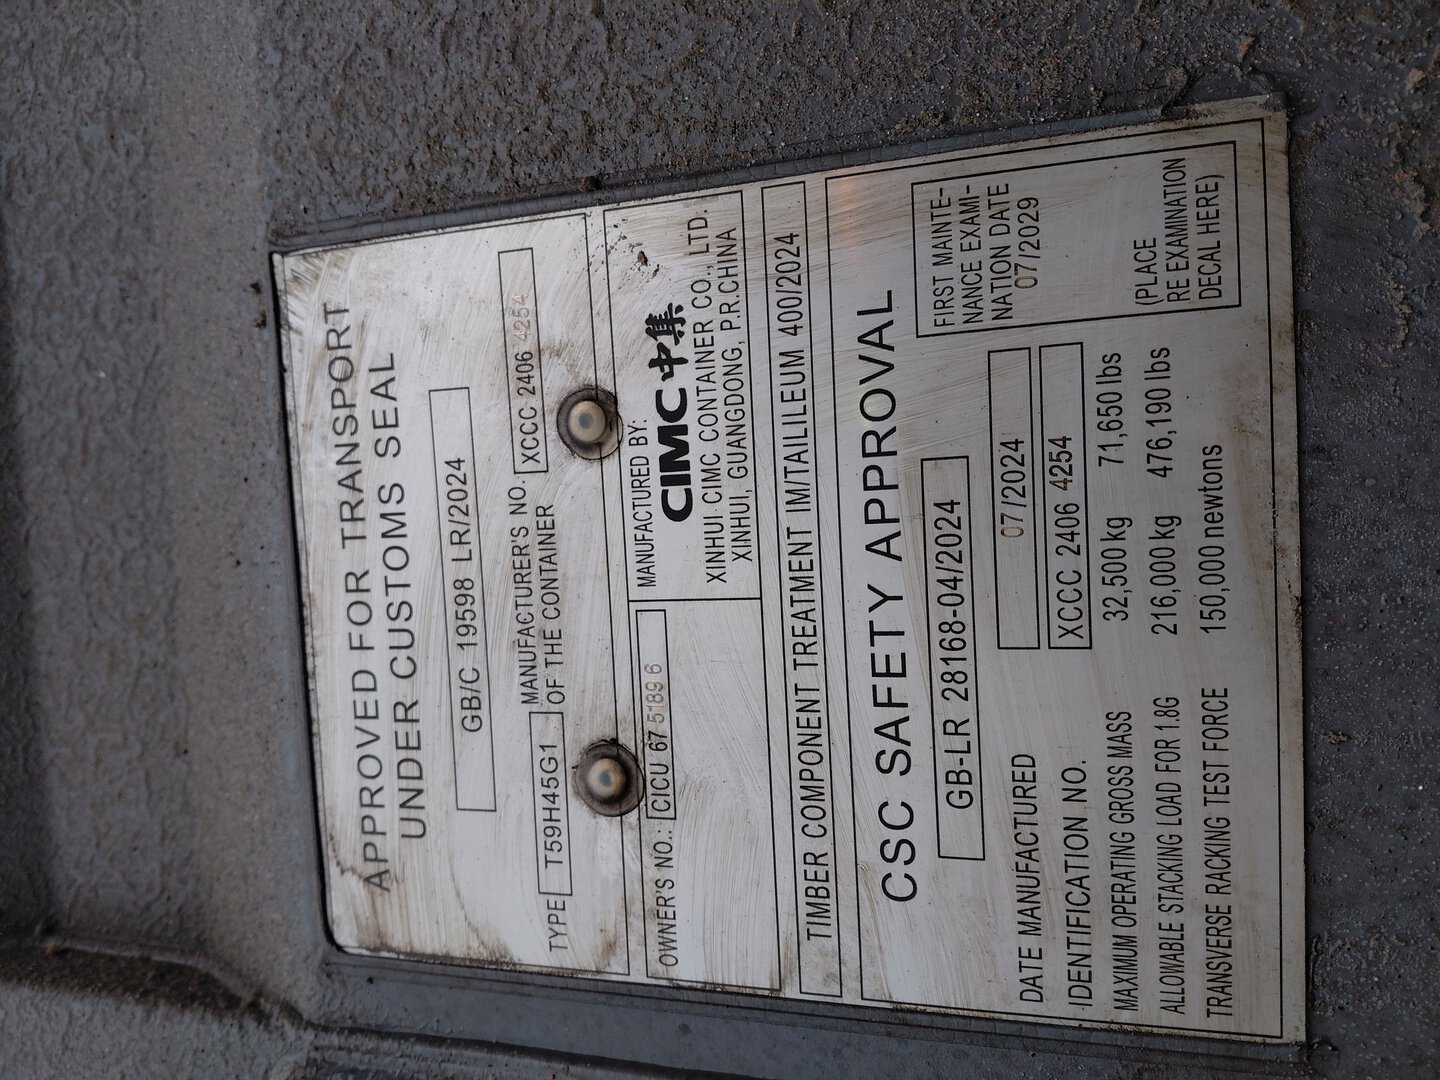 APPROVED FOR TRANSPORT
UNDER CUSTOMS SEAL
GB/C 19598 LR/2024
TYPE T59H45G1 MANUFACTURER'S NO. OF THE CONTAINER XCCC 2406 4254
OWNER'S NO.: CICU 67 5189 6
MANUFACTURED BY:
CIMC 中集
XINHUI CIMC CONTAINER CO., LTD.
XINHUI, GUANGDONG, P.R.CHINA
TIMBER COMPONENT TREATMENT IM/TAILILEUM 400/2024
CSC SAFETY APPROVAL
GB-LR 28168-04/2024
DATE MANUFACTURED 07/2024
IDENTIFICATION NO. XCCC 2406 4254
MAXIMUM OPERATING GROSS MASS 32,500 kg 71,650 lbs
ALLOWABLE STACKING LOAD FOR 1.8G 216,000 kg 476,190 lbs
TRANSVERSE RACKING TEST FORCE 150,000 newtons
FIRST MAINTE-
NANCE EXAMI-
NATION DATE
07/2029
(PLACE
RE EXAMINATION
DECAL HERE)